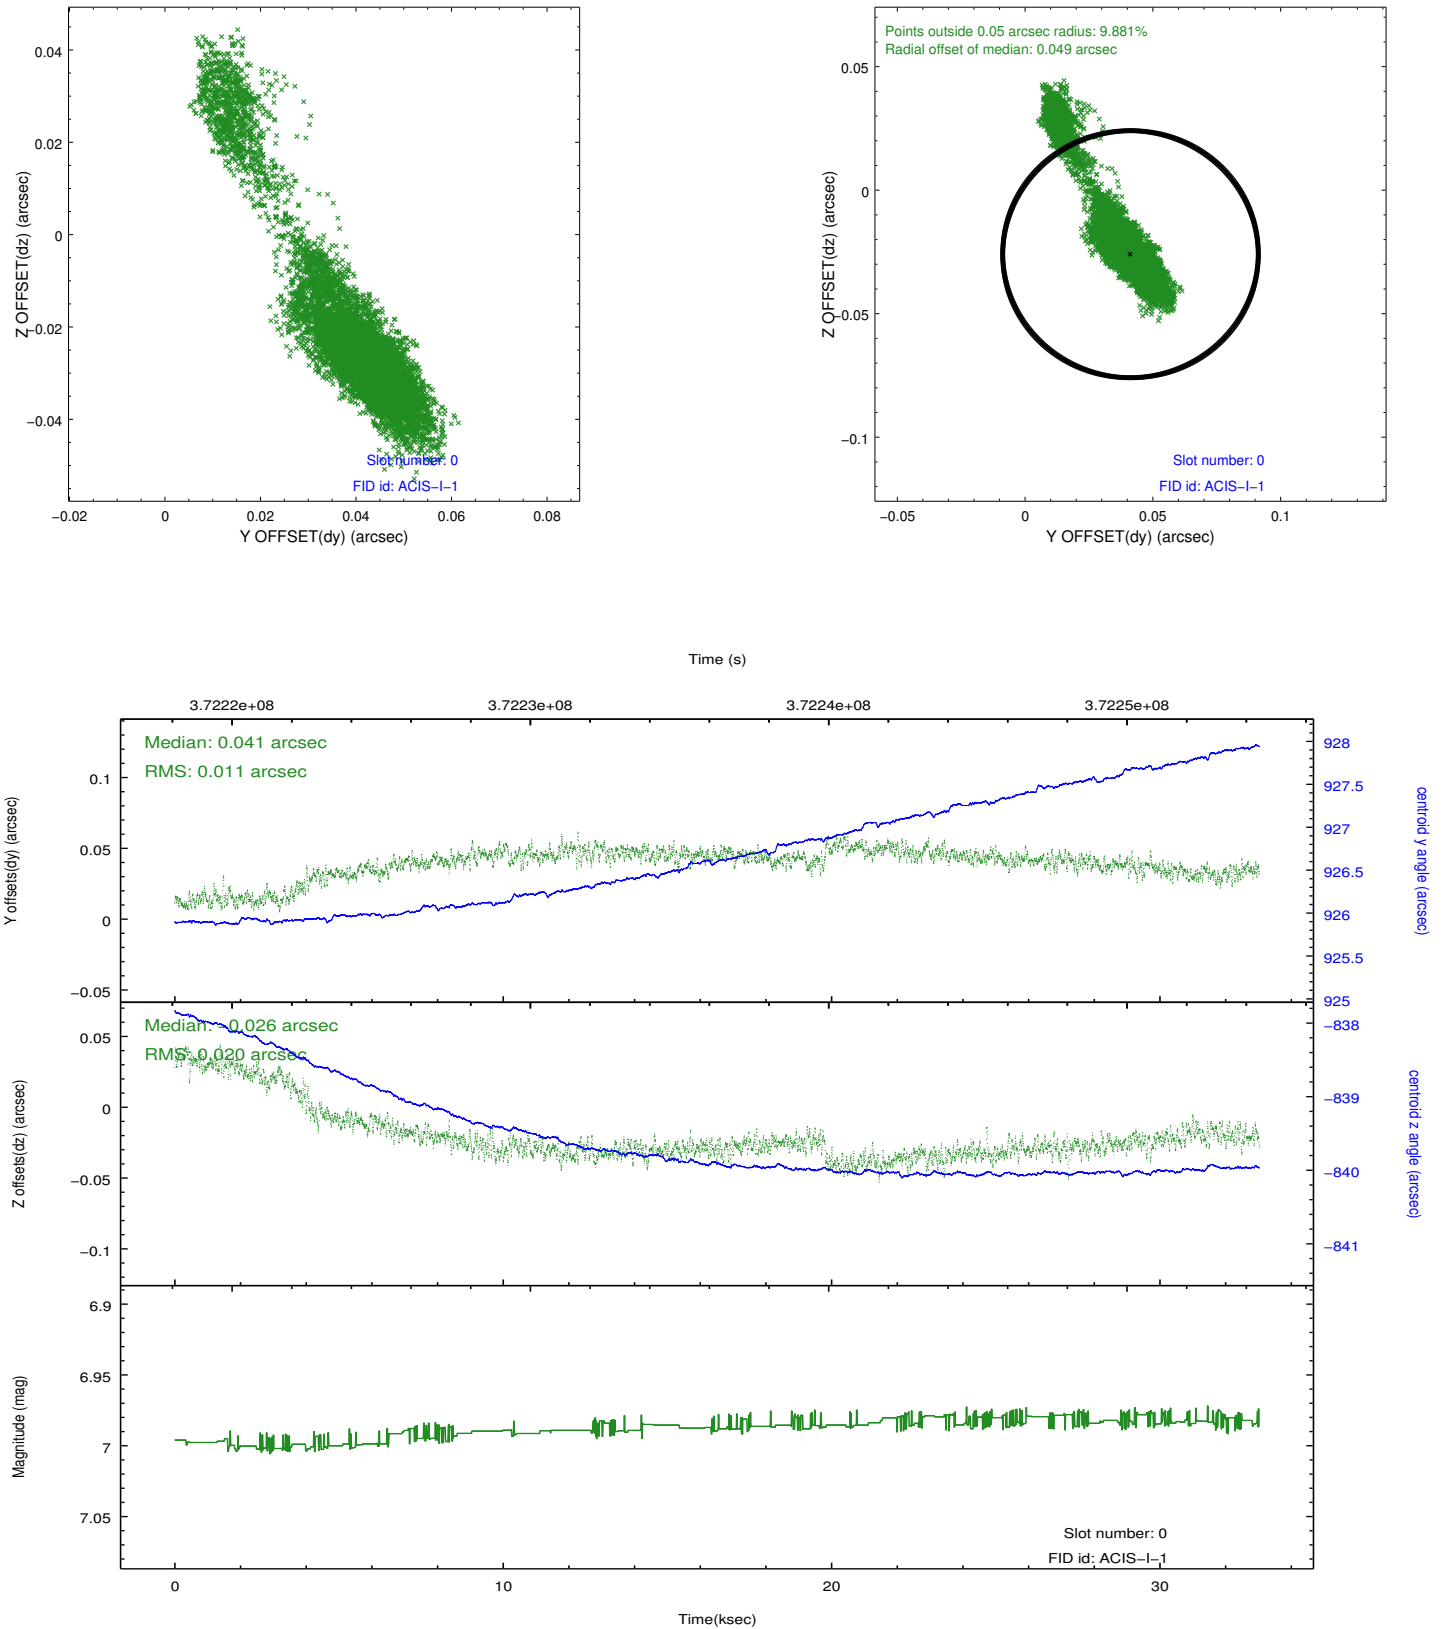 0.04
0.02
0
−0.02
−0.04
Z OFFSET(dz) (arcsec)
Slot number: 0
FID id: ACIS−I−1
−0.02
0
0.02
0.04
0.06
0.08
Y OFFSET(dy) (arcsec)
Points outside 0.05 arcsec radius: 9.881%
Radial offset of median: 0.049 arcsec
0.05
0
−0.05
−0.1
Z OFFSET(dz) (arcsec)
Slot number: 0
FID id: ACIS−I−1
−0.05
0
0.05
0.1
Y OFFSET(dy) (arcsec)
Time (s)
3.7222e+08
3.7223e+08
3.7224e+08
3.7225e+08
Median: 0.041 arcsec
RMS: 0.011 arcsec
0.1
0.05
0
−0.05
Y offsets(dy) (arcsec)
928
927.5
927
926.5
926
925.5
925
centroid y angle (arcsec)
Median: −0.026 arcsec
RMS: 0.020 arcsec
0.05
0
−0.05
−0.1
Z offsets(dz) (arcsec)
−838
−839
−840
−841
centroid z angle (arcsec)
6.9
6.95
7
7.05
Magnitude (mag)
Slot number: 0
FID id: ACIS−I−1
0
10
20
30
Time(ksec)